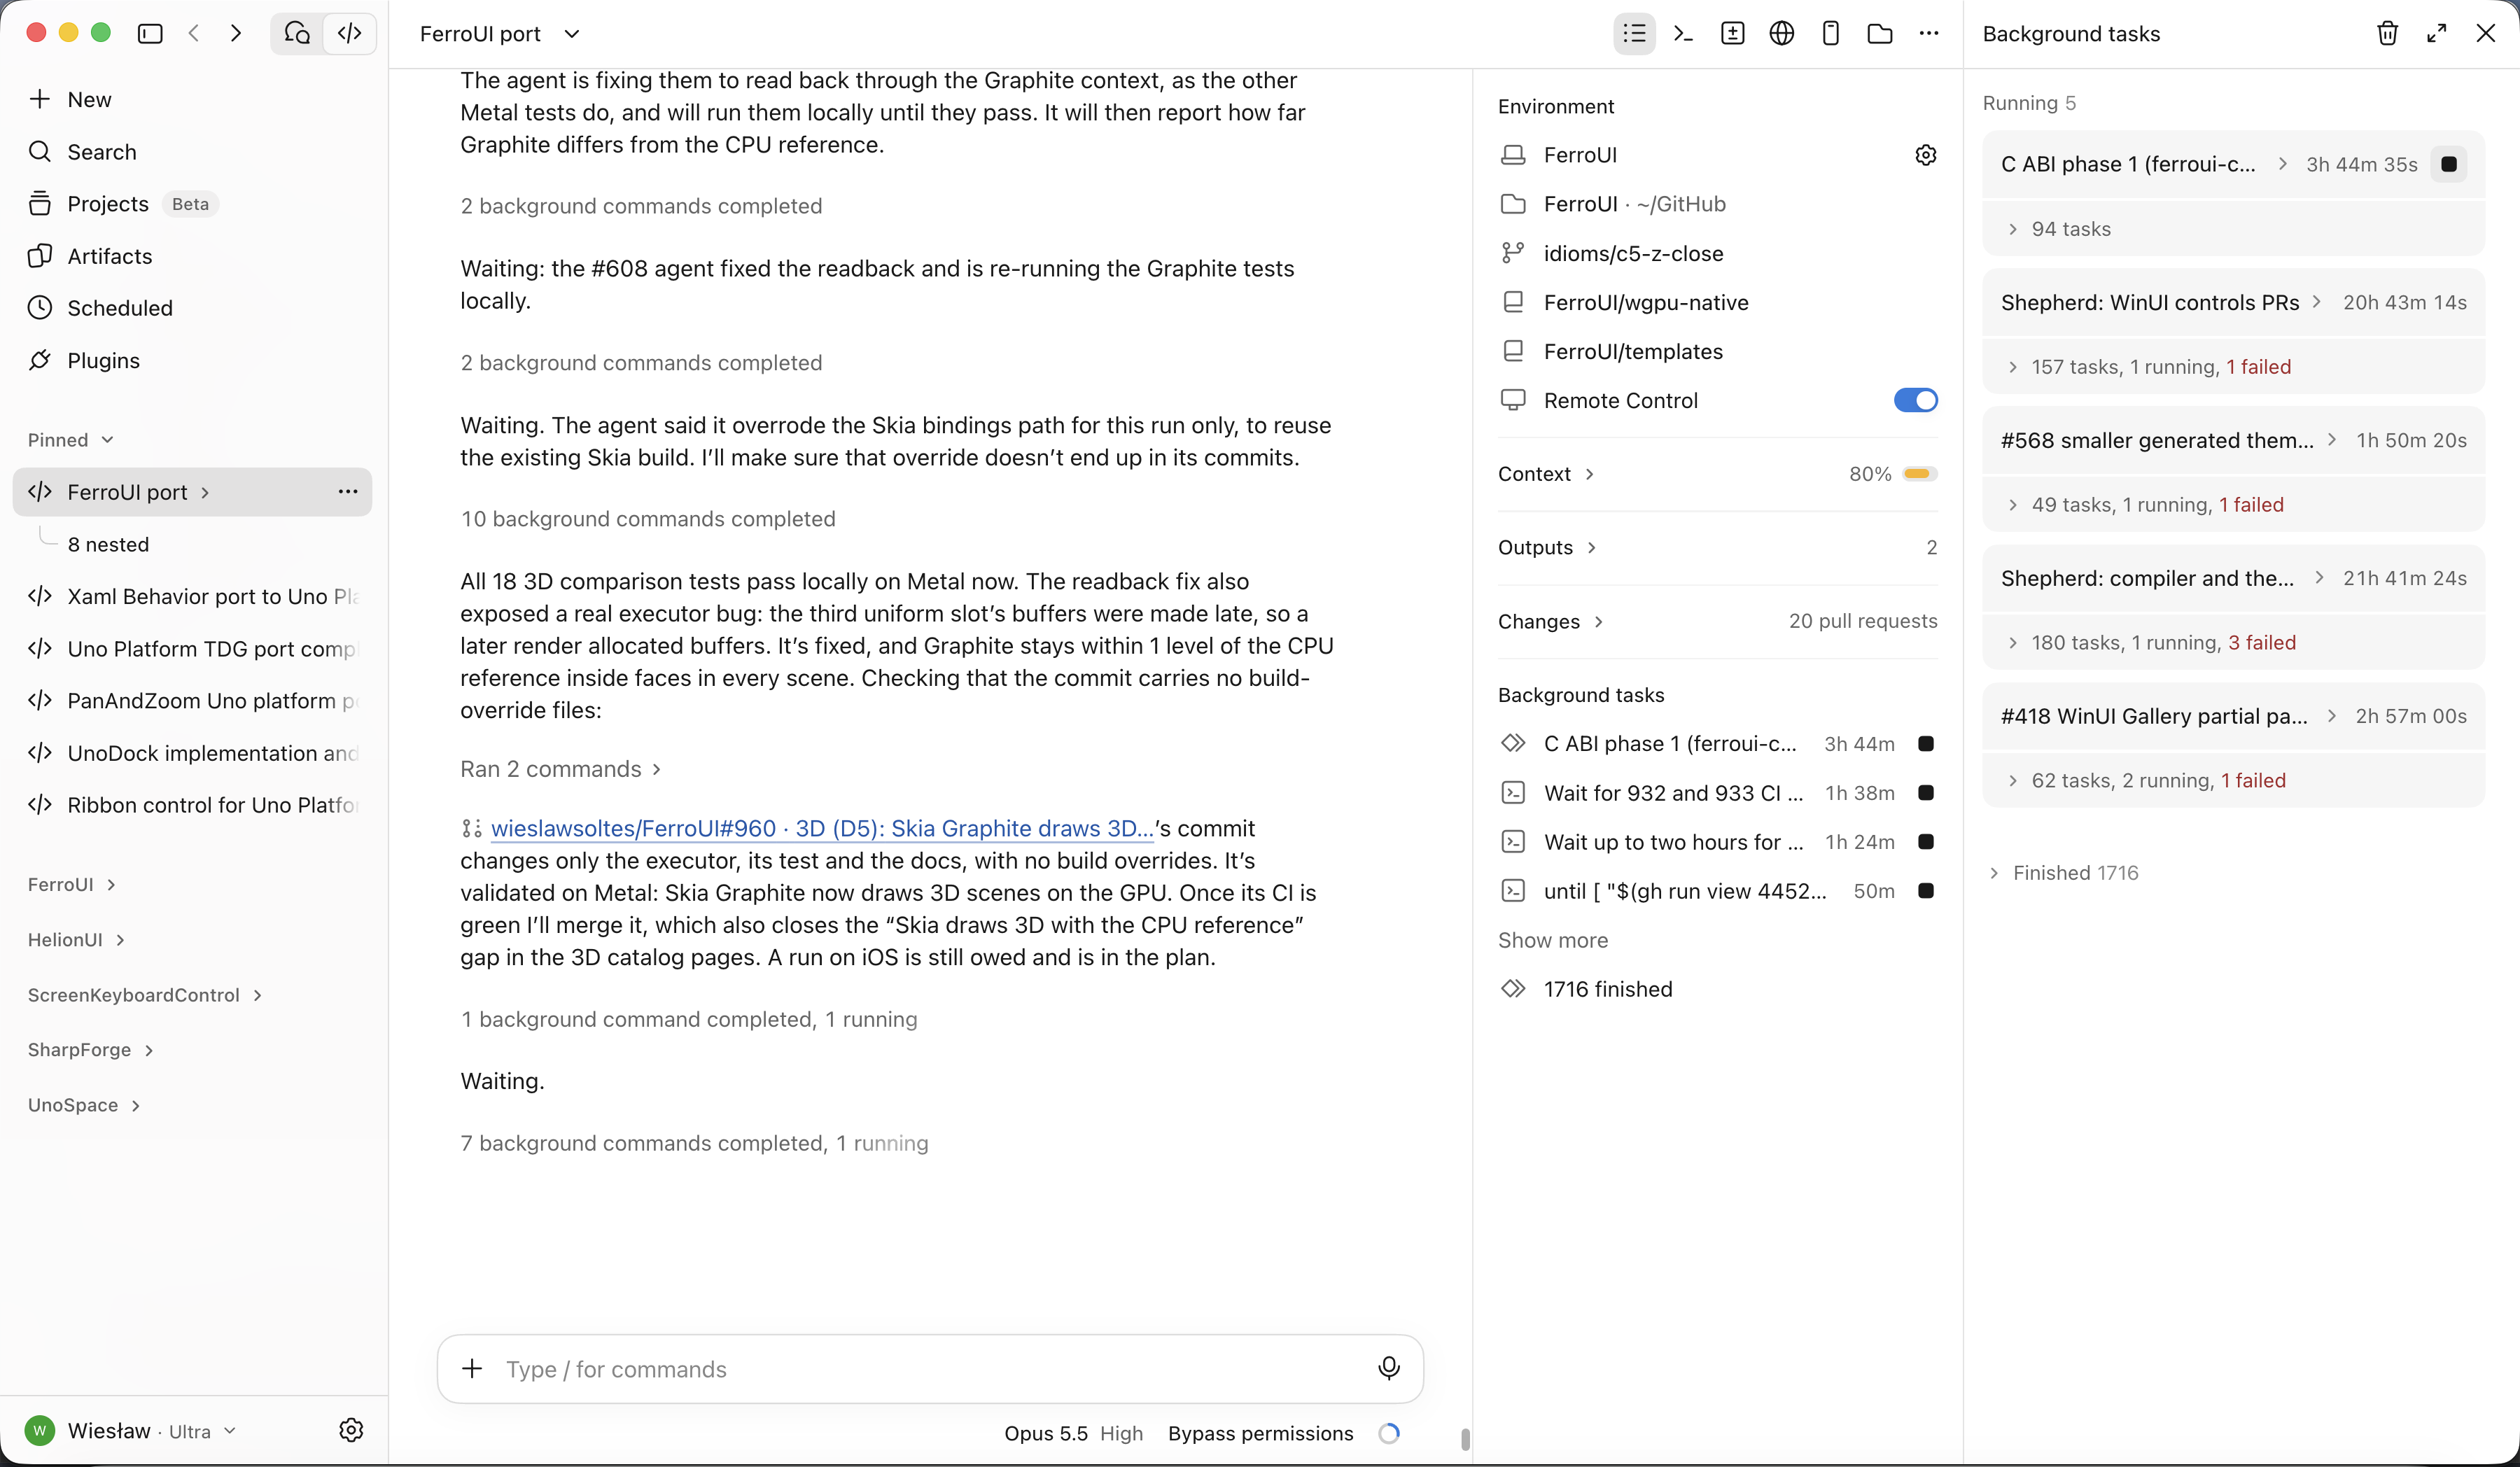 New
Search
Projects Beta
Artifacts
Scheduled
Plugins
Pinned
FerroUI port
8 nested
Xaml Behavior port to Uno Pla
Uno Platform TDG port comp
PanAndZoom Uno platform po
UnoDock implementation and
Ribbon control for Uno Platfor
FerroUI
HelionUI
ScreenKeyboardControl
SharpForge
UnoSpace
W Wiesław · Ultra
FerroUI port
The agent is fixing them to read back through the Graphite context, as the other
Metal tests do, and will run them locally until they pass. It will then report how far
Graphite differs from the CPU reference.
2 background commands completed
Waiting: the #608 agent fixed the readback and is re-running the Graphite tests
locally.
2 background commands completed
Waiting. The agent said it overrode the Skia bindings path for this run only, to reuse
the existing Skia build. I’ll make sure that override doesn’t end up in its commits.
10 background commands completed
All 18 3D comparison tests pass locally on Metal now. The readback fix also
exposed a real executor bug: the third uniform slot’s buffers were made late, so a
later render allocated buffers. It’s fixed, and Graphite stays within 1 level of the CPU
reference inside faces in every scene. Checking that the commit carries no build-
override files:
Ran 2 commands
wieslawsoltes/FerroUI#960 · 3D (D5): Skia Graphite draws 3D...’s commit
changes only the executor, its test and the docs, with no build overrides. It’s
validated on Metal: Skia Graphite now draws 3D scenes on the GPU. Once its CI is
green I’ll merge it, which also closes the “Skia draws 3D with the CPU reference”
gap in the 3D catalog pages. A run on iOS is still owed and is in the plan.
1 background command completed, 1 running
Waiting.
7 background commands completed, 1 running
Type / for commands
Opus 5.5 High Bypass permissions
Environment
FerroUI
FerroUI · ~/GitHub
idioms/c5-z-close
FerroUI/wgpu-native
FerroUI/templates
Remote Control
Context 80%
Outputs 2
Changes 20 pull requests
Background tasks
C ABI phase 1 (ferroui-c... 3h 44m
Wait for 932 and 933 CI ... 1h 38m
Wait up to two hours for ... 1h 24m
until [ "$(gh run view 4452... 50m
Show more
1716 finished
Background tasks
Running 5
C ABI phase 1 (ferroui-c... 3h 44m 35s
94 tasks
Shepherd: WinUI controls PRs 20h 43m 14s
157 tasks, 1 running, 1 failed
#568 smaller generated them... 1h 50m 20s
49 tasks, 1 running, 1 failed
Shepherd: compiler and the... 21h 41m 24s
180 tasks, 1 running, 3 failed
#418 WinUI Gallery partial pa... 2h 57m 00s
62 tasks, 2 running, 1 failed
Finished 1716